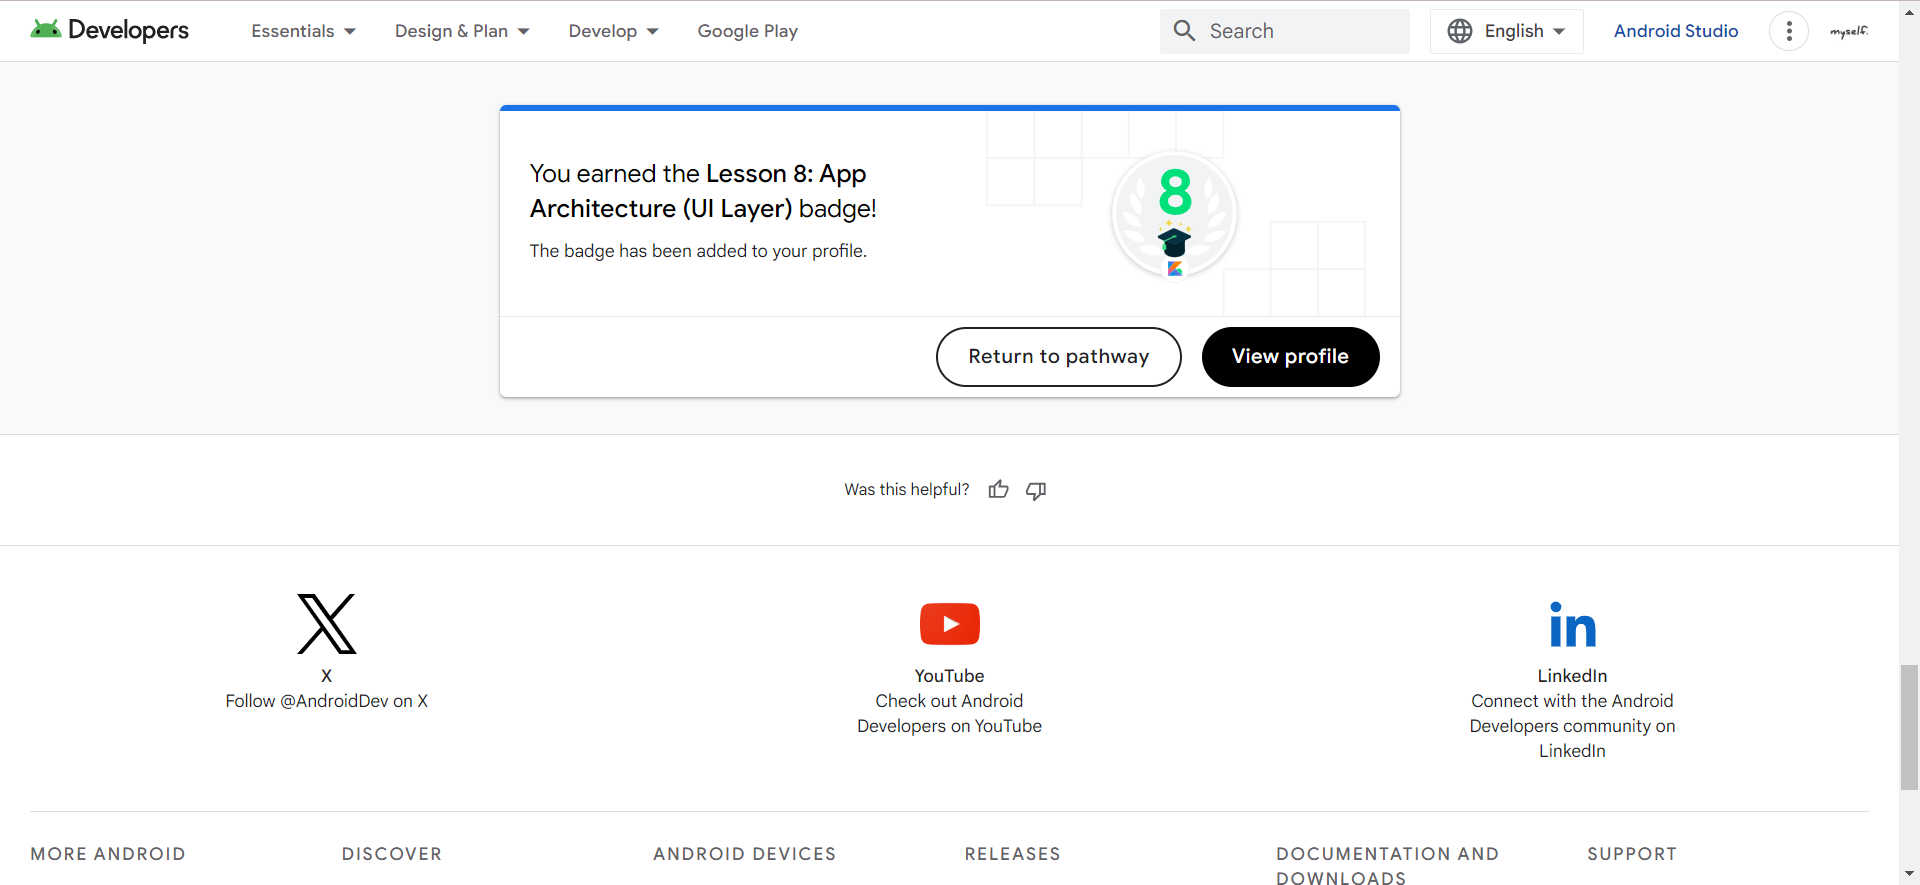 Developers
Essentials
Design & Plan
Develop
Google Play
Search
English
Android Studio
myself.
You earned the Lesson 8: App
Architecture (UI Layer) badge!
The badge has been added to your profile.
8
Return to pathway
View profile
Was this helpful?
X
Follow @AndroidDev on X
YouTube
Check out Android
Developers on YouTube
in
LinkedIn
Connect with the Android
Developers community on
LinkedIn
MORE ANDROID
DISCOVER
ANDROID DEVICES
RELEASES
DOCUMENTATION AND
DOWNLOADS
SUPPORT